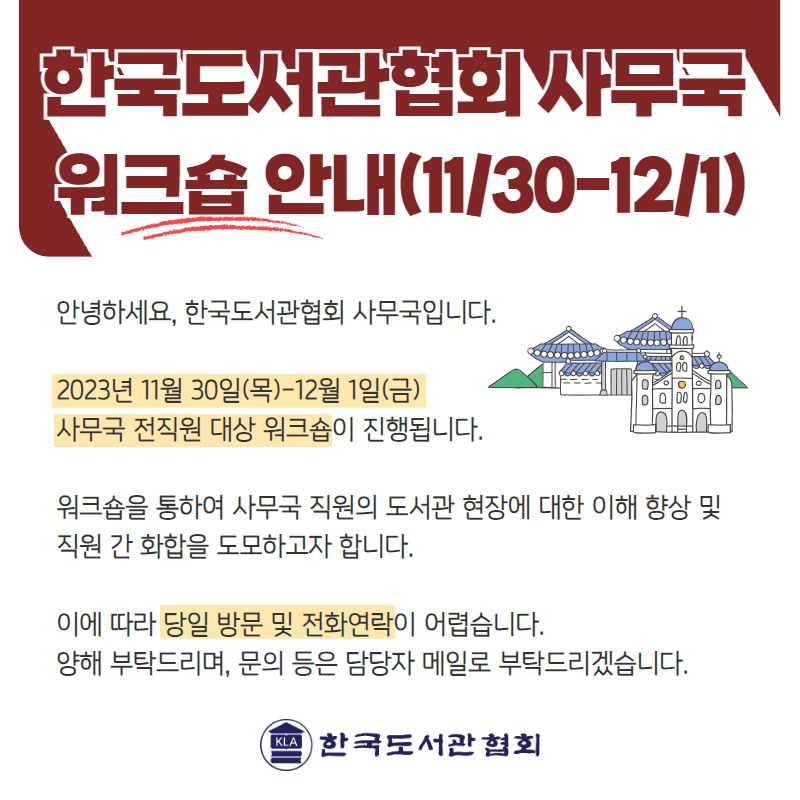 한국도서관협회 사무국
워크숍 안내(11/30-12/1)
안녕하세요, 한국도서관협회 사무국입니다.
2023년 11월 30일(목)-12월 1일(금)
사무국 전직원 대상 워크숍이 진행됩니다.
워크숍을 통하여 사무국 직원의 도서관 현장에 대한 이해 향상 및
직원 간 화합을 도모하고자 합니다.
이에 따라 당일 방문 및 전화연락이 어렵습니다.
양해 부탁드리며, 문의 등은 담당자 메일로 부탁드리겠습니다.
KLA 한국도서관협회